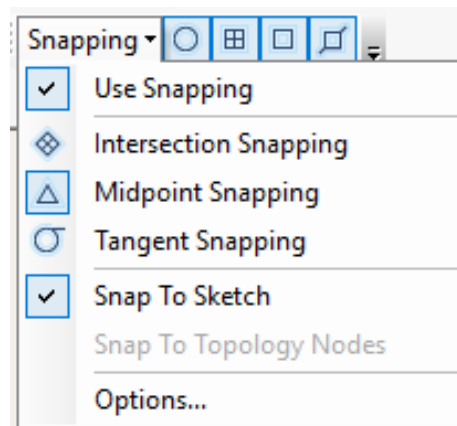 Snapping
Use Snapping
Intersection Snapping
Midpoint Snapping
Tangent Snapping
Snap To Sketch
Snap To Topology Nodes
Options...